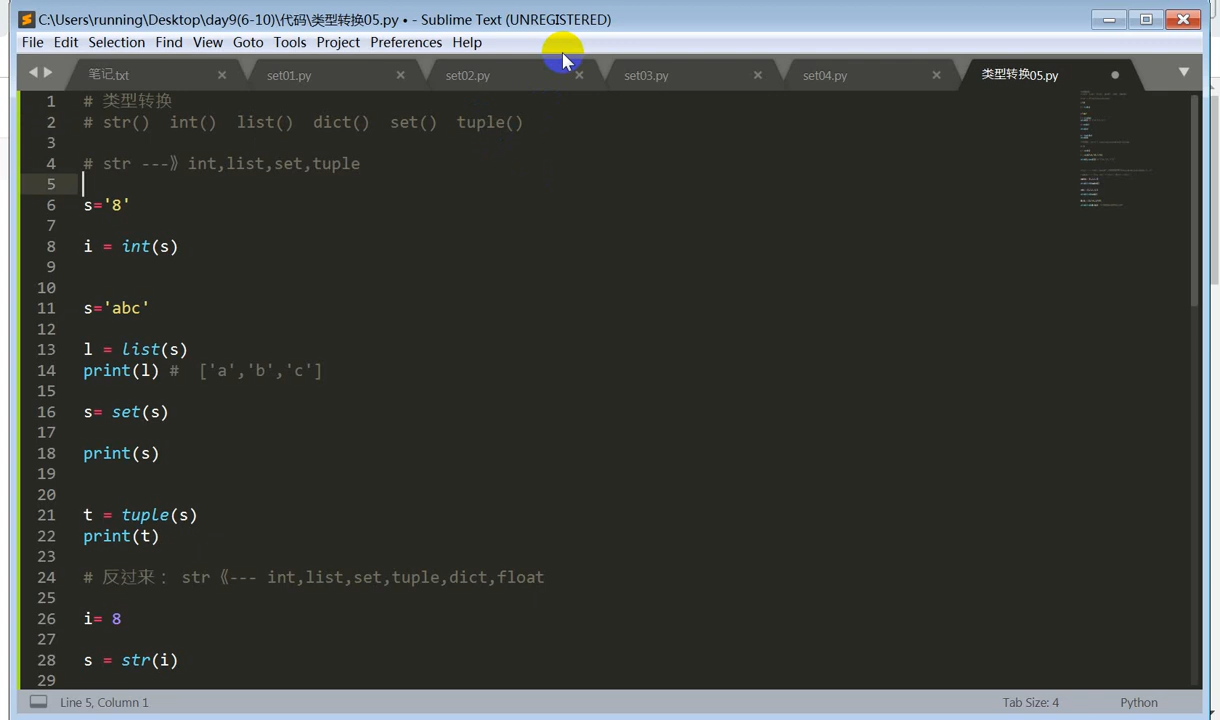 C:\Users\running\Desktop\day9(6-10)\代码\类型转换05.py • - Sublime Text (UNREGISTERED)
File Edit Selection Find View Goto Tools Project Preferences Help
笔记.txt set01.py set02.py set03.py set04.py 类型转换05.py
1 # 类型转换
2 # str() int() list() dict() set() tuple()
3
4 # str ---》int,list,set,tuple
5
6 s='8'
7
8 i = int(s)
9
10
11 s='abc'
12
13 l = list(s)
14 print(l) # ['a','b','c']
15
16 s= set(s)
17
18 print(s)
19
20
21 t = tuple(s)
22 print(t)
23
24 # 反过来： str 《--- int,list,set,tuple,dict,float
25
26 i= 8
27
28 s = str(i)
29
Line 5, Column 1 Tab Size: 4 Python